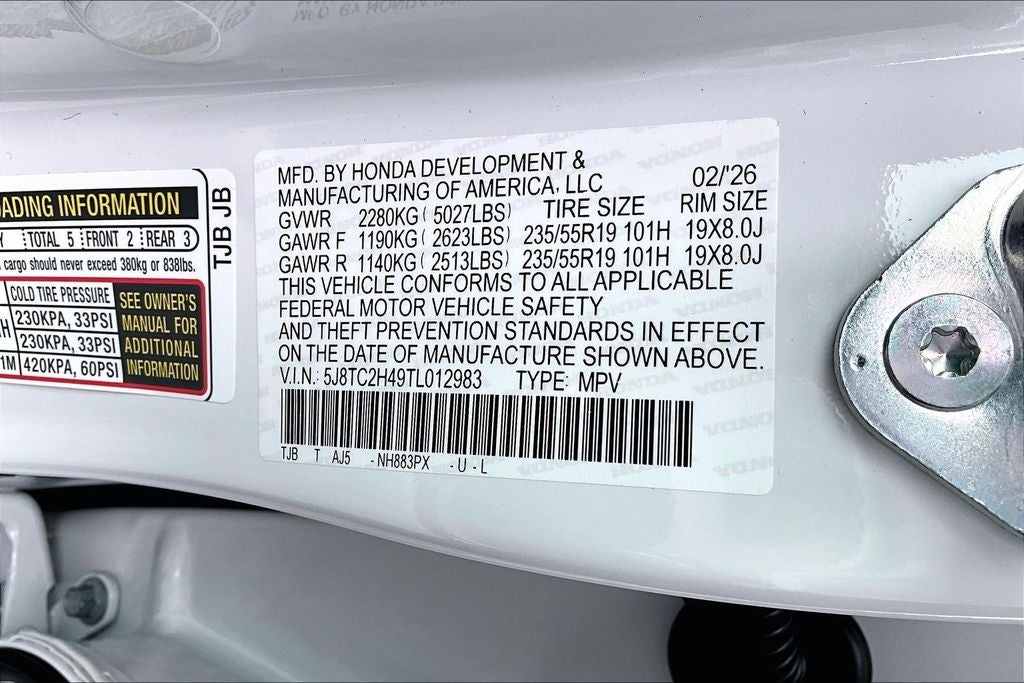 OADING INFORMATION
TOTAL 5 FRONT 2 REAR 3
cargo should never exceed 380kg or 838lbs.
COLD TIRE PRESSURE
230KPA, 33PSI
230KPA, 33PSI
420KPA, 60PSI
SEE OWNER'S
MANUAL FOR
ADDITIONAL
INFORMATION
TJB JB
MFD. BY HONDA DEVELOPMENT &
MANUFACTURING OF AMERICA, LLC 02/'26
GVWR 2280KG ( 5027LBS) TIRE SIZE RIM SIZE
GAWR F 1190KG ( 2623LBS) 235/55R19 101H 19X8.0J
GAWR R 1140KG ( 2513LBS) 235/55R19 101H 19X8.0J
THIS VEHICLE CONFORMS TO ALL APPLICABLE
FEDERAL MOTOR VEHICLE SAFETY
AND THEFT PREVENTION STANDARDS IN EFFECT
ON THE DATE OF MANUFACTURE SHOWN ABOVE.
V.I.N.: 5J8TC2H49TL012983 TYPE: MPV
TJB T AJ5 -NH883PX -U-L